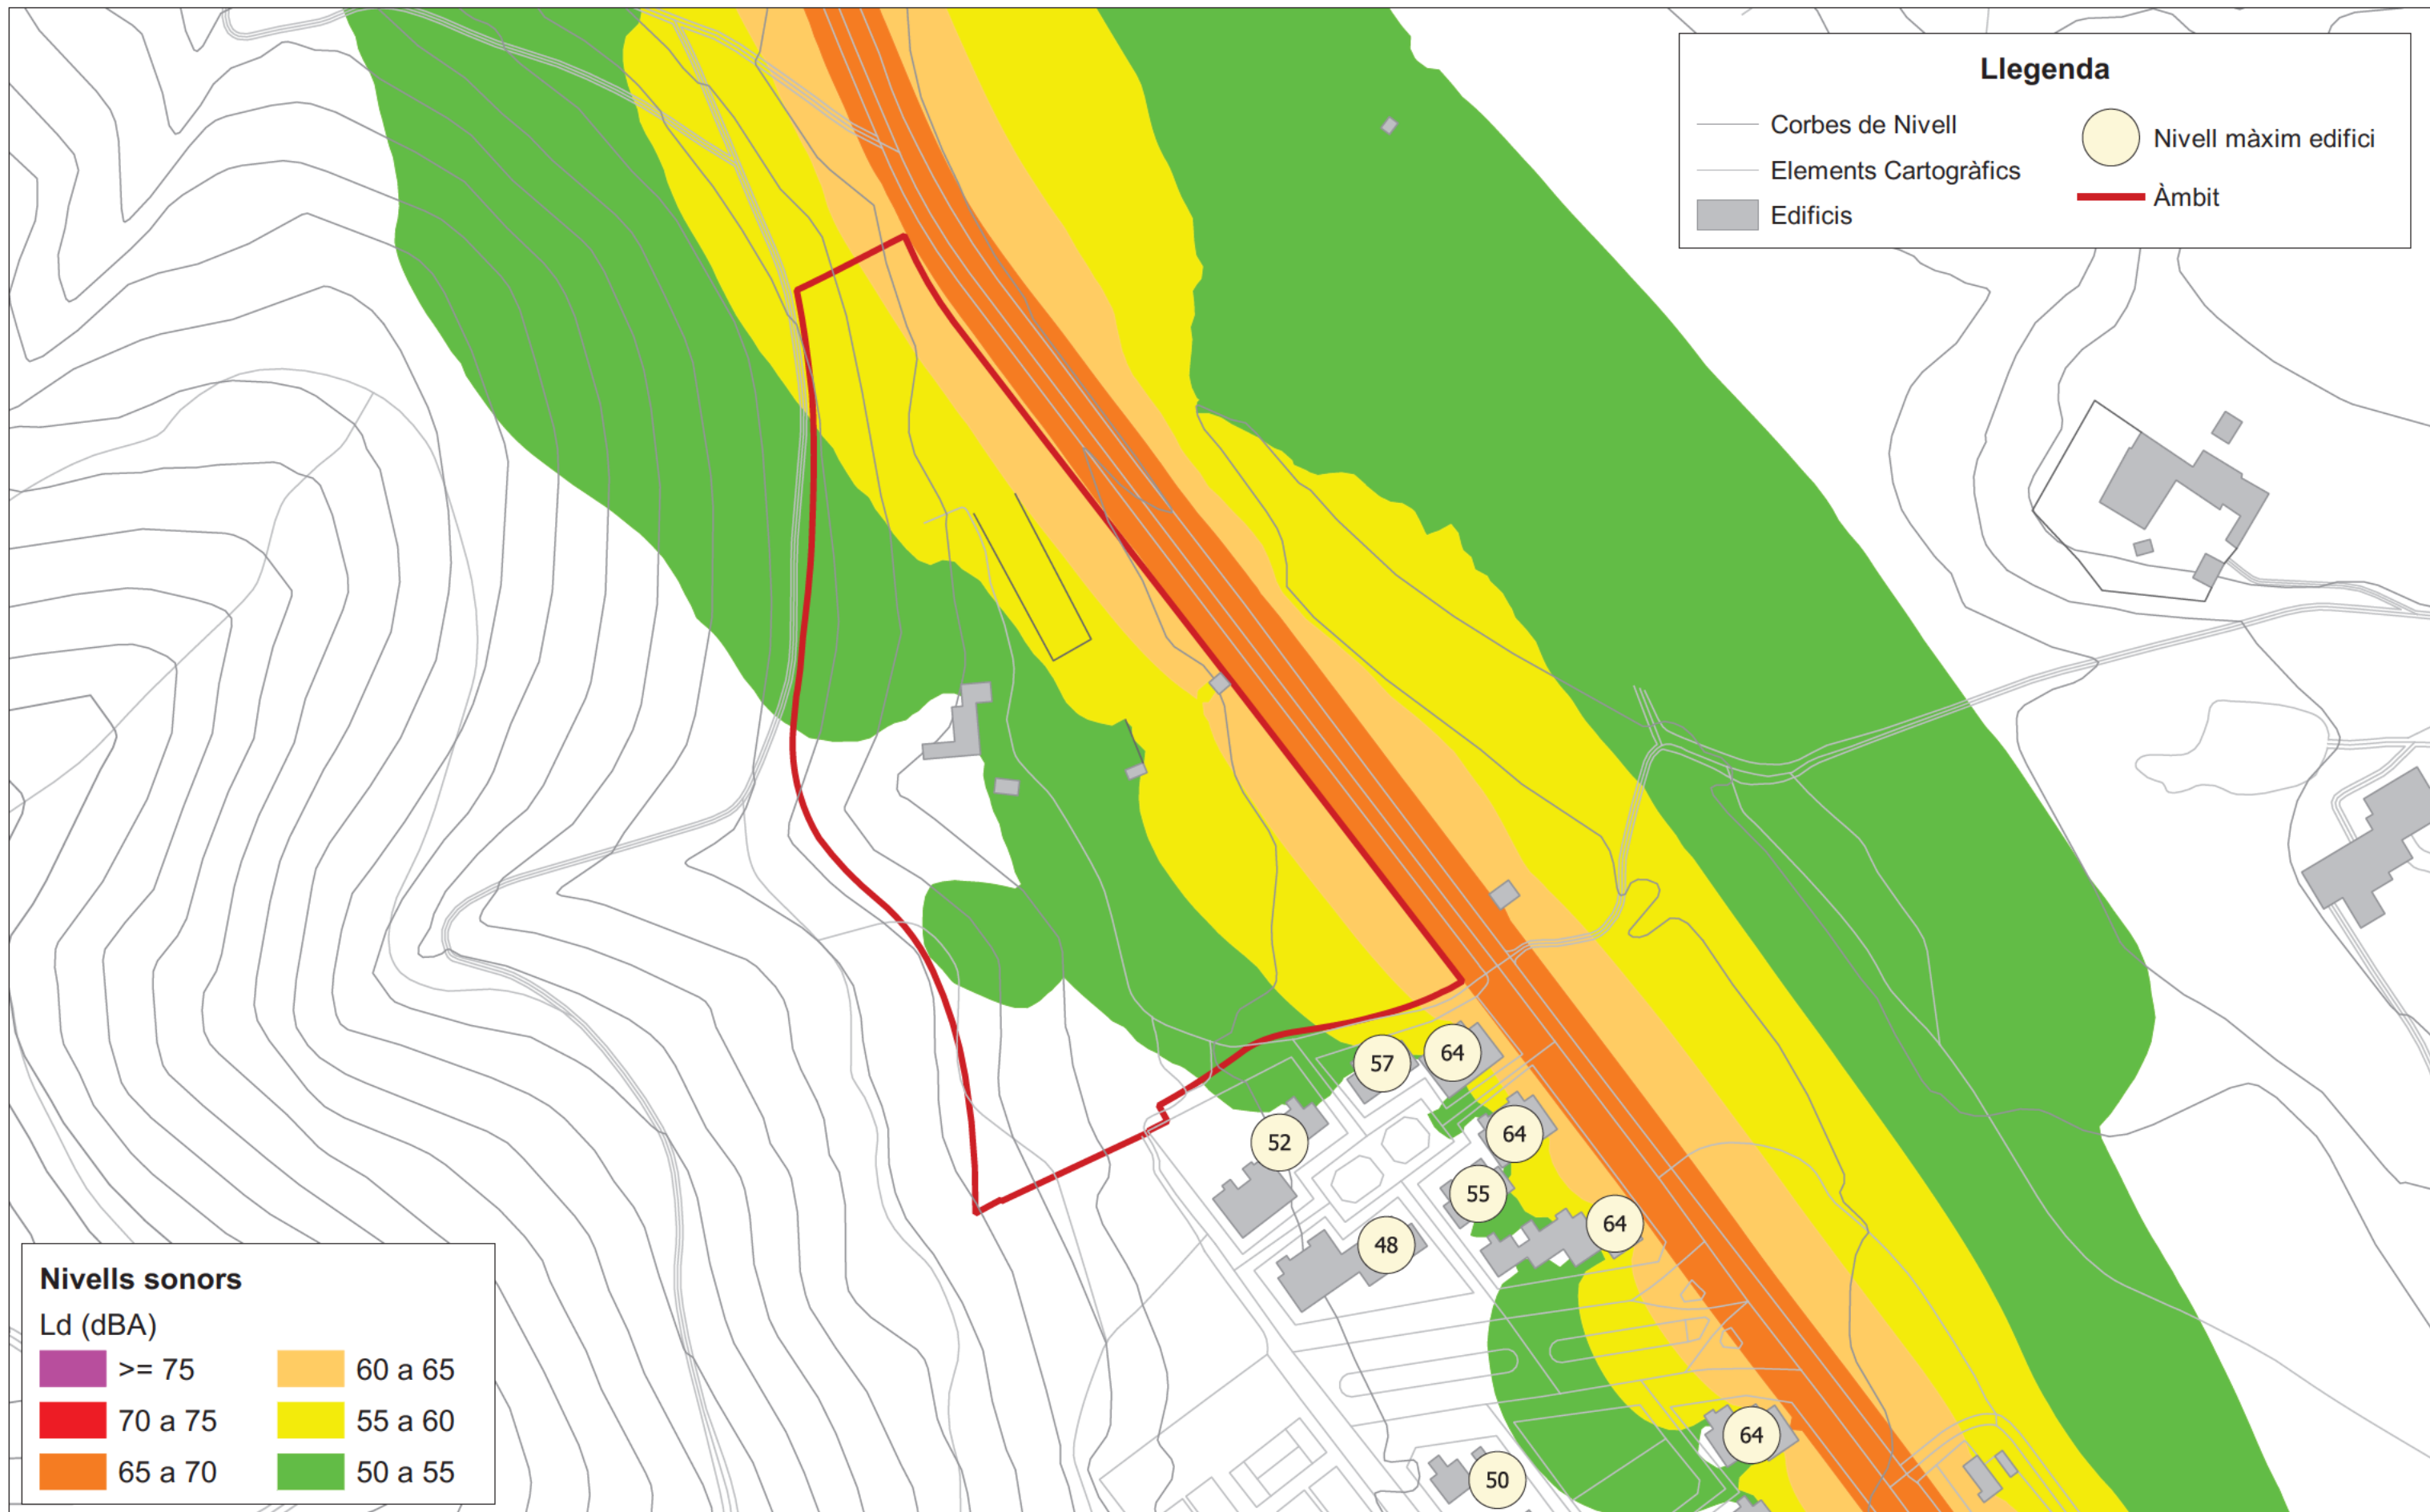 Llegenda
Corbes de Nivell
Elements Cartogràfics
Edificis
Nivell màxim edifici
Àmbit
57
64
52
64
55
64
48
64
50
Nivells sonors
Ld (dBA)
>= 75
60 a 65
70 a 75
55 a 60
65 a 70
50 a 55